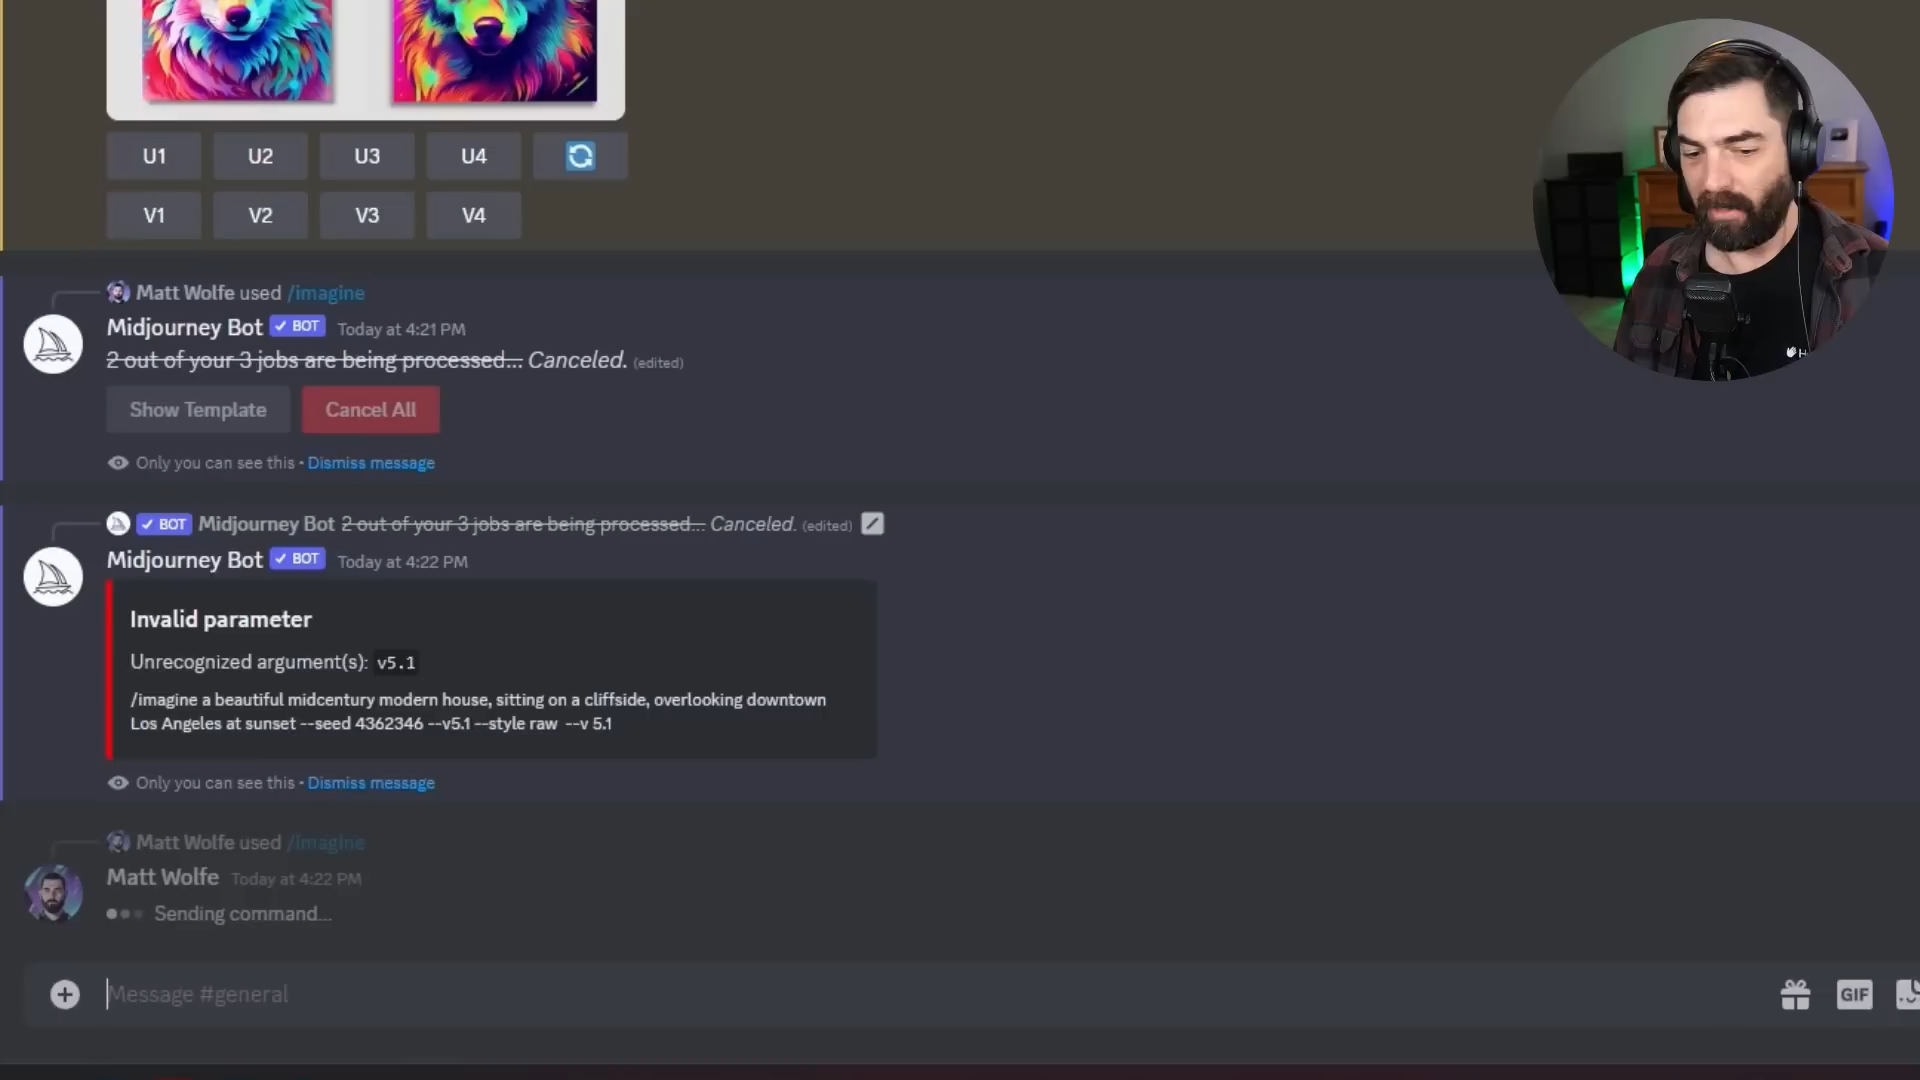 U1 U2 U3 U4
V1 V2 V3 V4
Matt Wolfe used /imagine
Midjourney Bot ✓ BOT Today at 4:21 PM
2 out of your 3 jobs are being processed... Canceled. (edited)
Show Template Cancel All
Only you can see this • Dismiss message
✓ BOT Midjourney Bot 2 out of your 3 jobs are being processed... Canceled. (edited)
Midjourney Bot ✓ BOT Today at 4:22 PM
Invalid parameter
Unrecognized argument(s): v5.1
/imagine a beautiful midcentury modern house, sitting on a cliffside, overlooking downtown
Los Angeles at sunset --seed 4362346 --v5.1 --style raw --v 5.1
Only you can see this • Dismiss message
Matt Wolfe used /imagine
Matt Wolfe Today at 4:22 PM
Sending command...
Message #general
GIF